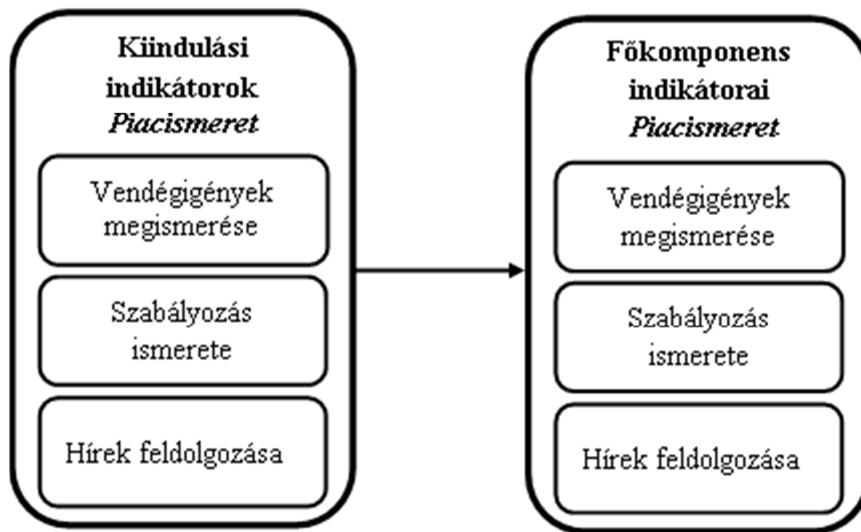 Kiindulási
indikátorok
Piacismeret
Vendégigények
megismerése
Szabályozás
ismerete
Hírek feldolgozása
Főkomponens
indikátorai
Piacismeret
Vendégigények
megismerése
Szabályozás
ismerete
Hírek feldolgozása